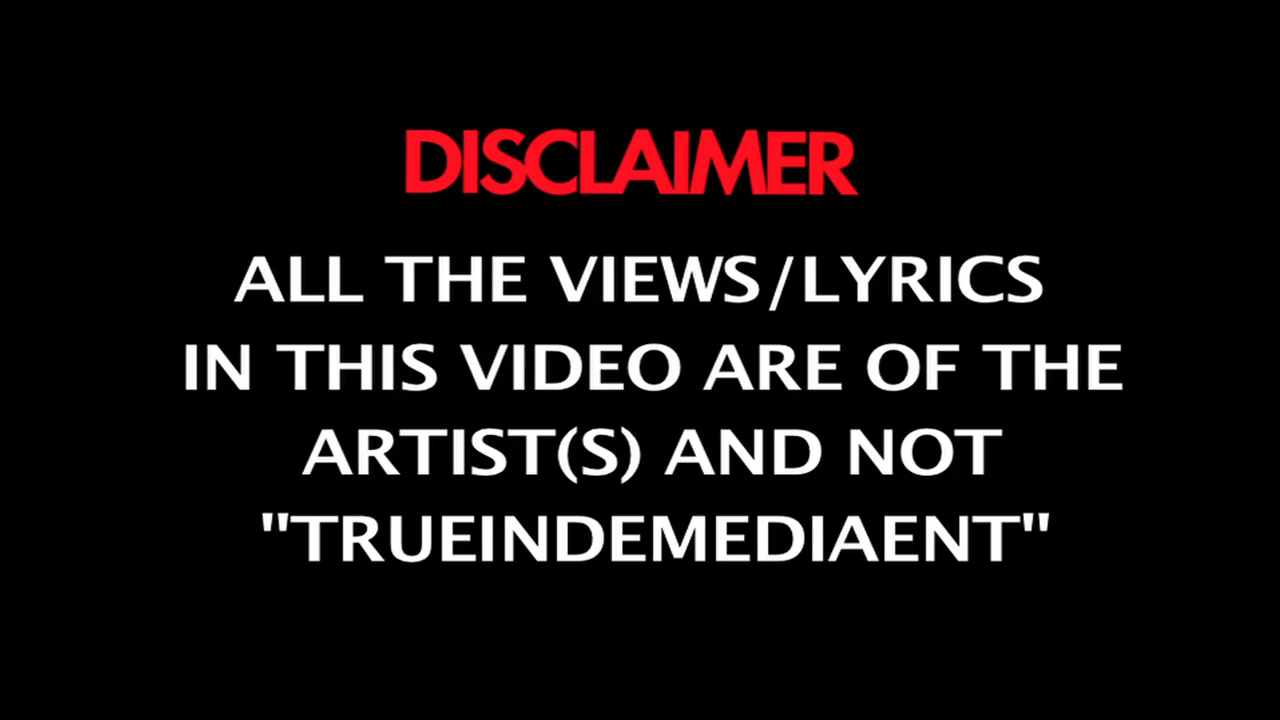 DISCLAIMER
ALL THE VIEWS/LYRICS
IN THIS VIDEO ARE OF THE
ARTIST(S) AND NOT
"TRUEINDEMEDIAENT"